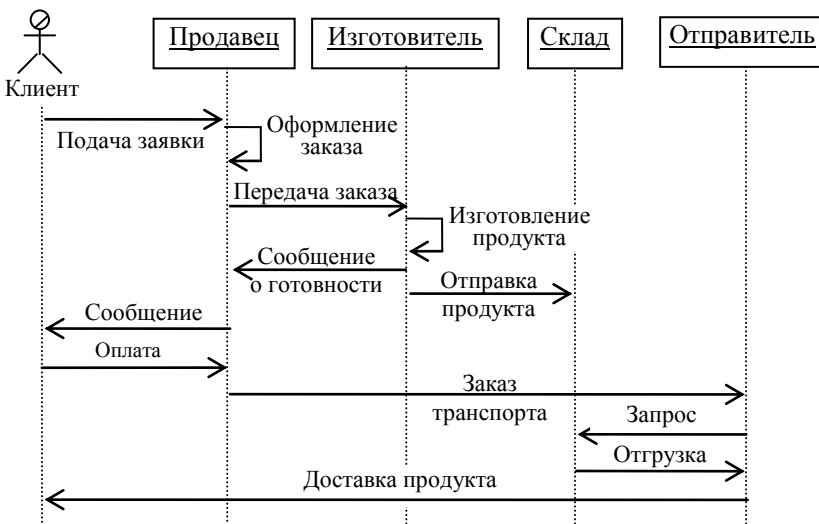 Продавец
Изготовитель
Склад
Отправитель
Клиент
Подача заявки
Оформление
заказа
Передача заказа
Изготовление
продукта
Сообщение
о готовности
Отправка
продукта
Сообщение
Оплата
Заказ
транспорта
Запрос
Отгрузка
Доставка продукта